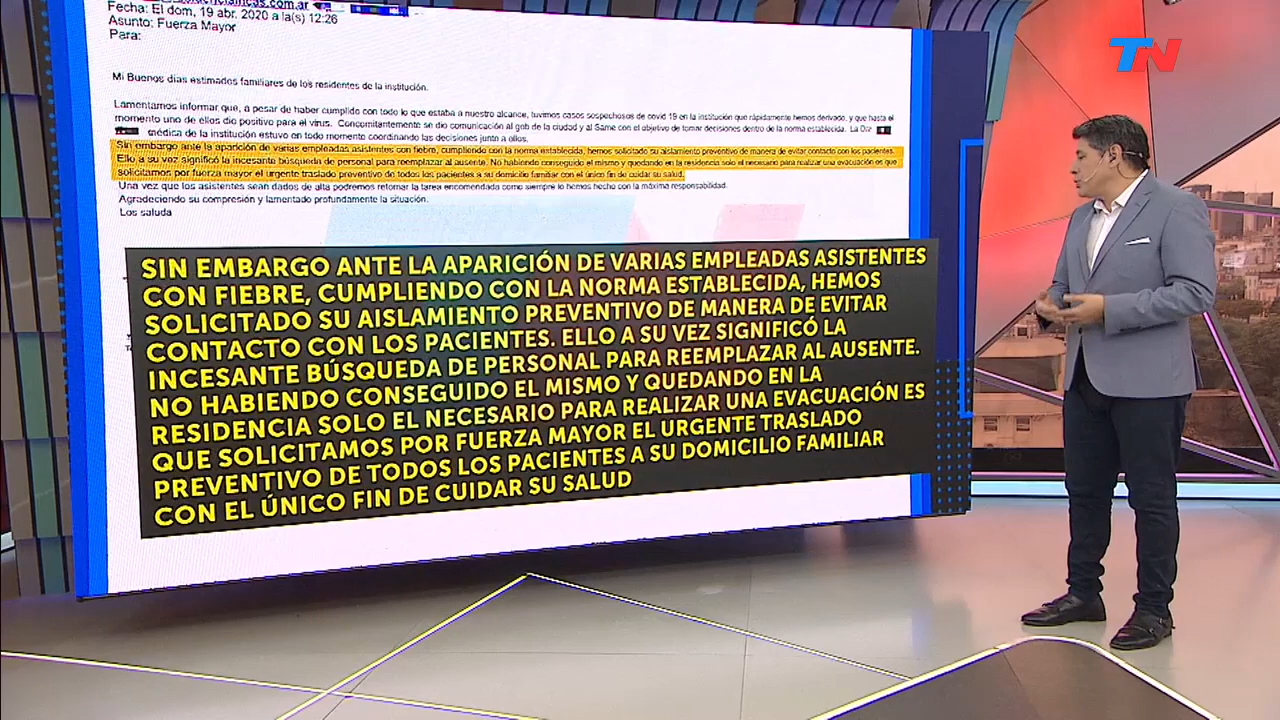 Fecha: El dom, 19 abr. 2020 a la(s) 12:26
Asunto: Fuerza Mayor
Para:
Mi Buenos dias estimados familiares de los residentes de la institución.
Lamentamos informar que, a pesar de haber cumplido con todo lo que estaba a nuestro alcance, tuvimos casos sospechosos de covid 19 en la institución que rápidamente hemos derivado, y que hasta el
momento uno de ellos dio positivo para el virus. Concomitantemente se dio comunicación al gob de la ciudad y al Same con el objetivo de tomar decisiones dentro de la norma establecida. La Dra
médica de la institución estuvo en todo momento coordinando las decisiones junto a ellos.
Sin embargo ante la aparición de varias empleadas asistentes con fiebre, cumpliendo con la norma establecida, hemos solicitado su aislamiento preventivo de manera de evitar contacto con los pacientes.
Ello a su vez significó la incesante búsqueda de personal para reemplazar al ausente. No habiendo conseguido el mismo y quedando en la residencia solo el necesario para realizar una evacuación es que
solicitamos por fuerza mayor el urgente traslado preventivo de todos los pacientes a su domicilio familiar con el único fin de cuidar su salud.
Una vez que los asistentes sean dados de alta podremos retomar la tarea encomendada como siempre lo hemos hecho con la máxima responsabilidad.
Agradeciendo su compresión y lamentado profundamente la situación.
Los saluda
SIN EMBARGO ANTE LA APARICIÓN DE VARIAS EMPLEADAS ASISTENTES
CON FIEBRE, CUMPLIENDO CON LA NORMA ESTABLECIDA, HEMOS
SOLICITADO SU AISLAMIENTO PREVENTIVO DE MANERA DE EVITAR
CONTACTO CON LOS PACIENTES. ELLO A SU VEZ SIGNIFICÓ LA
INCESANTE BÚSQUEDA DE PERSONAL PARA REEMPLAZAR AL AUSENTE.
NO HABIENDO CONSEGUIDO EL MISMO Y QUEDANDO EN LA
RESIDENCIA SOLO EL NECESARIO PARA REALIZAR UNA EVACUACIÓN ES
QUE SOLICITAMOS POR FUERZA MAYOR EL URGENTE TRASLADO
PREVENTIVO DE TODOS LOS PACIENTES A SU DOMICILIO FAMILIAR
CON EL ÚNICO FIN DE CUIDAR SU SALUD
TN